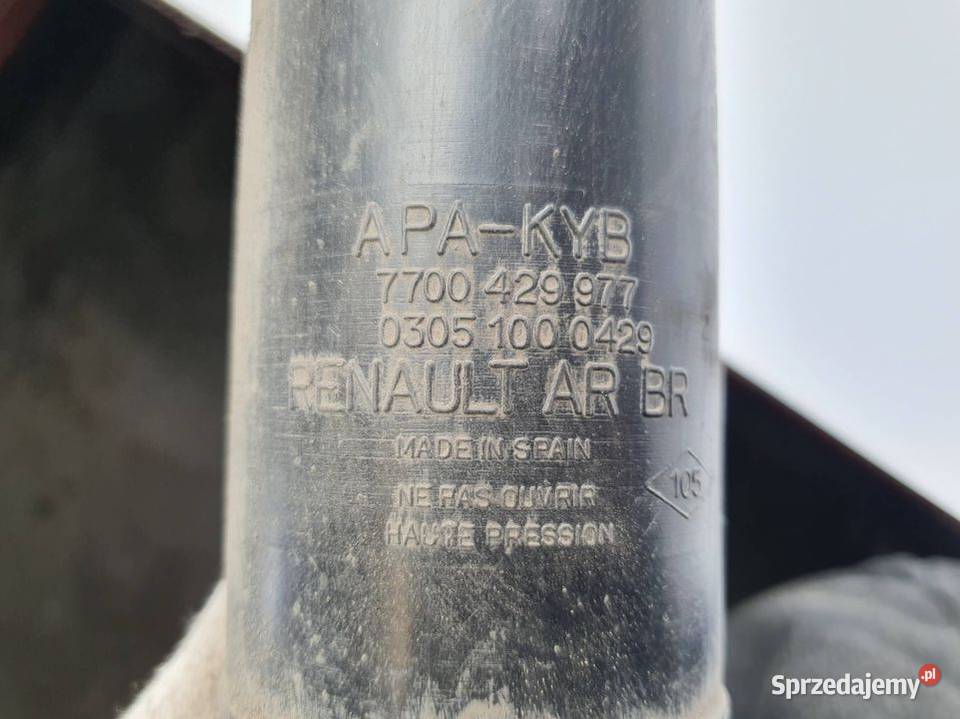 APA-KYB
7700 429 977
0305 100 0429
RENAULT AR BR
MADE IN SPAIN
105
NE PAS OUVRIR
HAUTE PRESSION
Sprzedajemy.pl